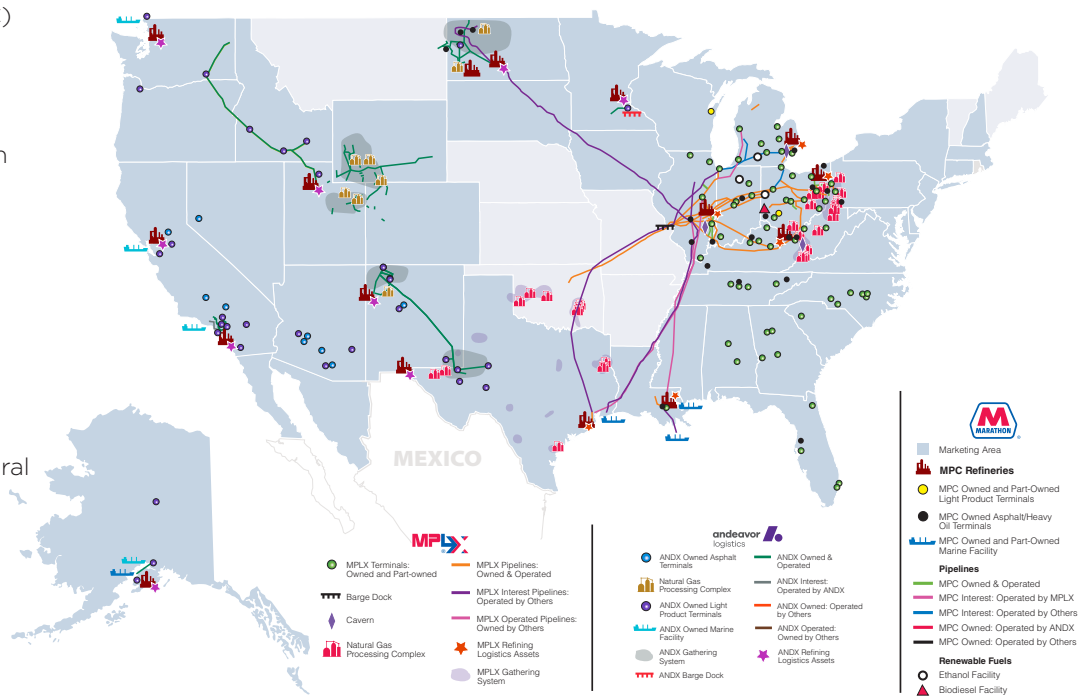 )
n
ral
MEXICO
MPLX
MPLX Terminals:
Owned and Part-owned
Barge Dock
Cavern
Natural Gas
Processing Complex
MPLX Pipelines:
Owned & Operated
MPLX Interest Pipelines:
Operated by Others
MPLX Operated Pipelines:
Owned by Others
MPLX Refining
Logistics Assets
MPLX Gathering
System
andeavor
logistics
ANDX Owned Asphalt
Terminals
Natural Gas
Processing Complex
ANDX Owned Light
Product Terminals
ANDX Owned Marine
Facility
ANDX Gathering
System
ANDX Barge Dock
ANDX Owned &
Operated
ANDX Interest:
Operated by ANDX
ANDX Owned: Operated
by Others
ANDX Operated:
Owned by Others
ANDX Refining
Logistics Assets
M
MARATHON
Marketing Area
MPC Refineries
MPC Owned and Part-Owned
Light Product Terminals
MPC Owned Asphalt/Heavy
Oil Terminals
MPC Owned and Part-Owned
Marine Facility
Pipelines
MPC Owned & Operated
MPC Interest: Operated by MPLX
MPC Interest: Operated by Others
MPC Owned: Operated by ANDX
MPC Owned: Operated by Others
Renewable Fuels
Ethanol Facility
Biodiesel Facility